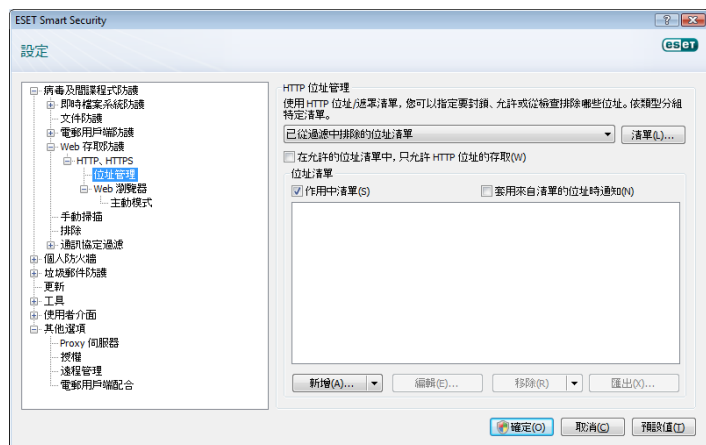 ESET Smart Security
設定
eset
病毒及間諜程式防護
即時檔案系統防護
文件防護
電郵用戶端防護
Web 存取防護
HTTP、HTTPS
位址管理
Web 瀏覽器
主動模式
手動掃描
排除
通訊協定過濾
個人防火牆
垃圾郵件防護
更新
工具
使用者介面
其他選項
Proxy 伺服器
授權
遠程管理
電郵用戶端配合
HTTP 位址管理
使用 HTTP 位址/遮罩清單，您可以指定要封鎖、允許或從檢查排除哪些位址。依類型分組
特定清單。
已從過濾中排除的位址清單
清單(L)...
在允許的位址清單中，只允許 HTTP 位址的存取(W)
位址清單
作用中清單(S)
套用來自清單的位址時通知(N)
新增(A)...
編輯(E)...
移除(R)
匯出(X)...
確定(O)
取消(C)
預設值(T)